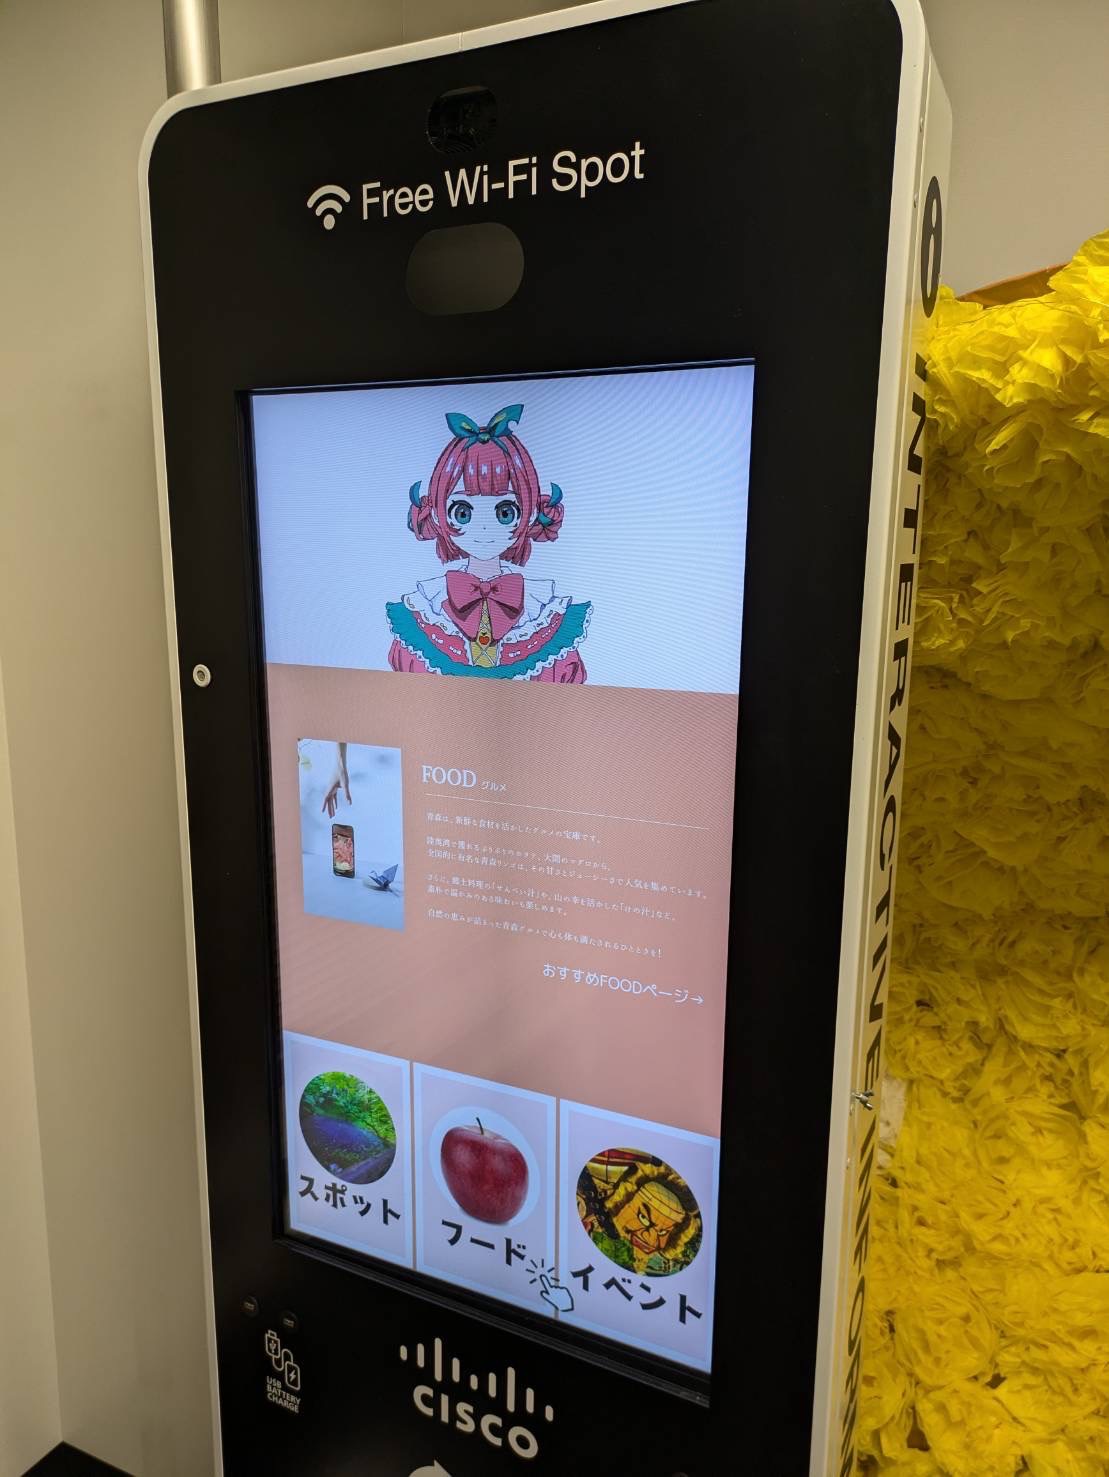 Free Wi-Fi Spot
FOOD グルメ
青森は、新鮮な食材を活かしたグルメの宝庫です。
陸奥湾で獲れるぷりぷりのホタテ、大間のマグロから、
全国的に有名な青森リンゴは、その甘さとジューシーさで人気を集めています。
さらに、郷土料理の「せんべい汁」や、山の幸を活かした「けの汁」など、
素朴で温かみのある味わいも楽しめます。
自然の恵みが詰まった青森グルメで心も体も満たされるひとときを!
おすすめFOODページ→
スポット
フード
イベント
USB
BATTERY
CHARGE
CISCO
i INTERACTIVE INFORM